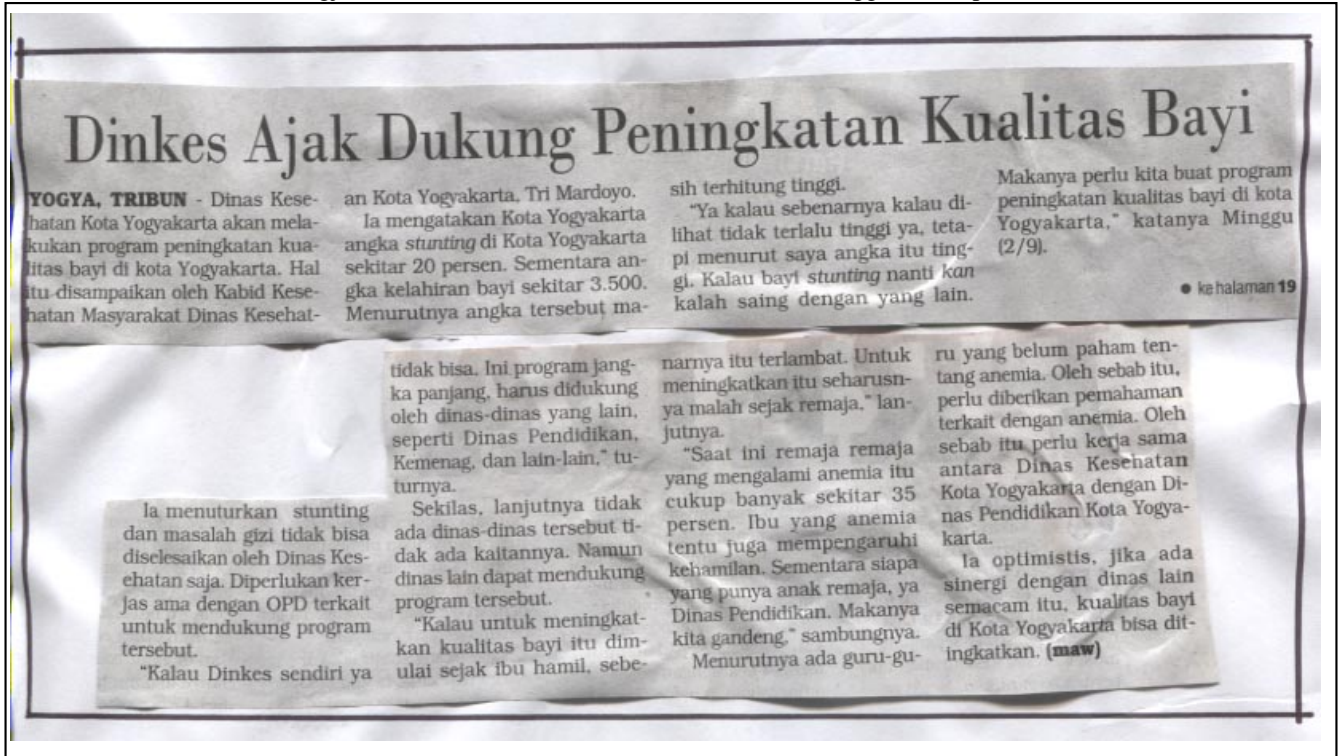 Dinkes Ajak Dukung Peningkatan Kualitas Bayi
YOGYA, TRIBUN - Dinas Kese-
hatan Kota Yogyakarta akan mela-
kukan program peningkatan kua-
litas bayi di kota Yogyakarta. Hal
itu disampaikan oleh Kabid Kese-
hatan Masyarakat Dinas Kesehat-
an Kota Yogyakarta, Tri Mardoyo.
Ia mengatakan Kota Yogyakarta
angka stunting di Kota Yogyakarta
sekitar 20 persen. Sementara an-
gka kelahiran bayi sekitar 3.500.
Menurutnya angka tersebut ma-
sih terhitung tinggi.
"Ya kalau sebenarnya kalau di-
lihat tidak terlalu tinggi ya, teta-
pi menurut saya angka itu ting-
gi. Kalau bayi stunting nanti kan
kalah saing dengan yang lain.
Makanya perlu kita buat program
peningkatan kualitas bayi di kota
Yogyakarta," katanya Minggu
(2/9).
● ke halaman 19
Ia menuturkan stunting
dan masalah gizi tidak bisa
diselesaikan oleh Dinas Kes-
ehatan saja. Diperlukan ker-
jas ama dengan OPD terkait
untuk mendukung program
tersebut.
"Kalau Dinkes sendiri ya
tidak bisa. Ini program jang-
ka panjang, harus didukung
oleh dinas-dinas yang lain,
seperti Dinas Pendidikan,
Kemenag, dan lain-lain," tu-
turnya.
Sekilas, lanjutnya tidak
ada dinas-dinas tersebut ti-
dak ada kaitannya. Namun
dinas lain dapat mendukung
program tersebut.
"Kalau untuk meningkat-
kan kualitas bayi itu dim-
ulai sejak ibu hamil, sebe-
narnya itu terlambat. Untuk
meningkatkan itu seharusn-
ya malah sejak remaja," lan-
jutnya.
"Saat ini remaja remaja
yang mengalami anemia itu
cukup banyak sekitar 35
persen. Ibu yang anemia
tentu juga mempengaruhi
kehamilan. Sementara siapa
yang punya anak remaja, ya
Dinas Pendidikan. Makanya
kita gandeng," sambungnya.
Menurutnya ada guru-gu-
ru yang belum paham ten-
tang anemia. Oleh sebab itu,
perlu diberikan pemahaman
terkait dengan anemia. Oleh
sebab itu perlu kerja sama
antara Dinas Kesehatan
Kota Yogyakarta dengan Di-
nas Pendidikan Kota Yogya-
karta.
Ia optimistis, jika ada
sinergi dengan dinas lain
semacam itu, kualitas bayi
di Kota Yogyakarta bisa dit-
ingkatkan. (maw)